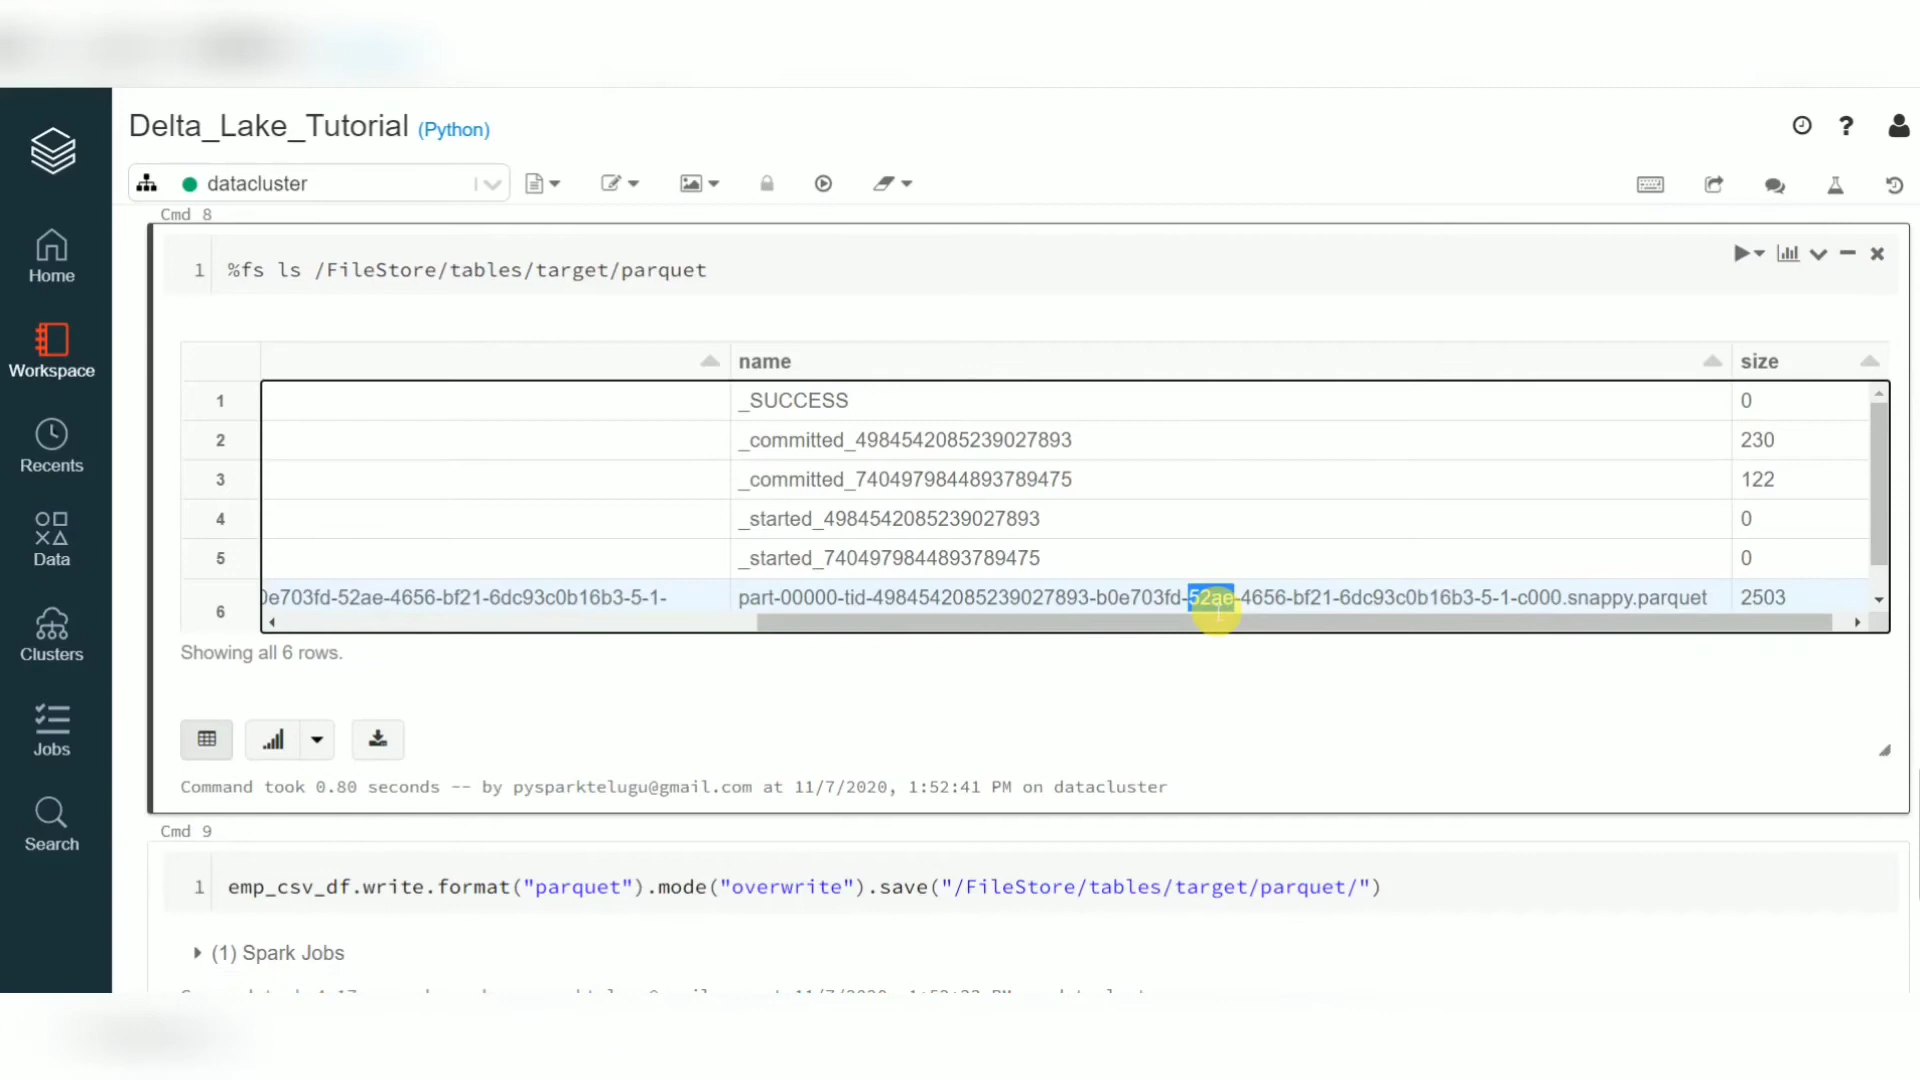 Delta_Lake_Tutorial (Python)
datacluster
Home
Workspace
Recents
Data
Clusters
Jobs
Search
Cmd 8
1 %fs ls /FileStore/tables/target/parquet
name size
1 _SUCCESS 0
2 _committed_4984542085239027893 230
3 _committed_7404979844893789475 122
4 _started_4984542085239027893 0
5 _started_7404979844893789475 0
6 0e703fd-52ae-4656-bf21-6dc93c0b16b3-5-1- part-00000-tid-4984542085239027893-b0e703fd-52ae-4656-bf21-6dc93c0b16b3-5-1-c000.snappy.parquet 2503
Showing all 6 rows.
Command took 0.80 seconds -- by pysparktelugu@gmail.com at 11/7/2020, 1:52:41 PM on datacluster
Cmd 9
1 emp_csv_df.write.format("parquet").mode("overwrite").save("/FileStore/tables/target/parquet/")
(1) Spark Jobs